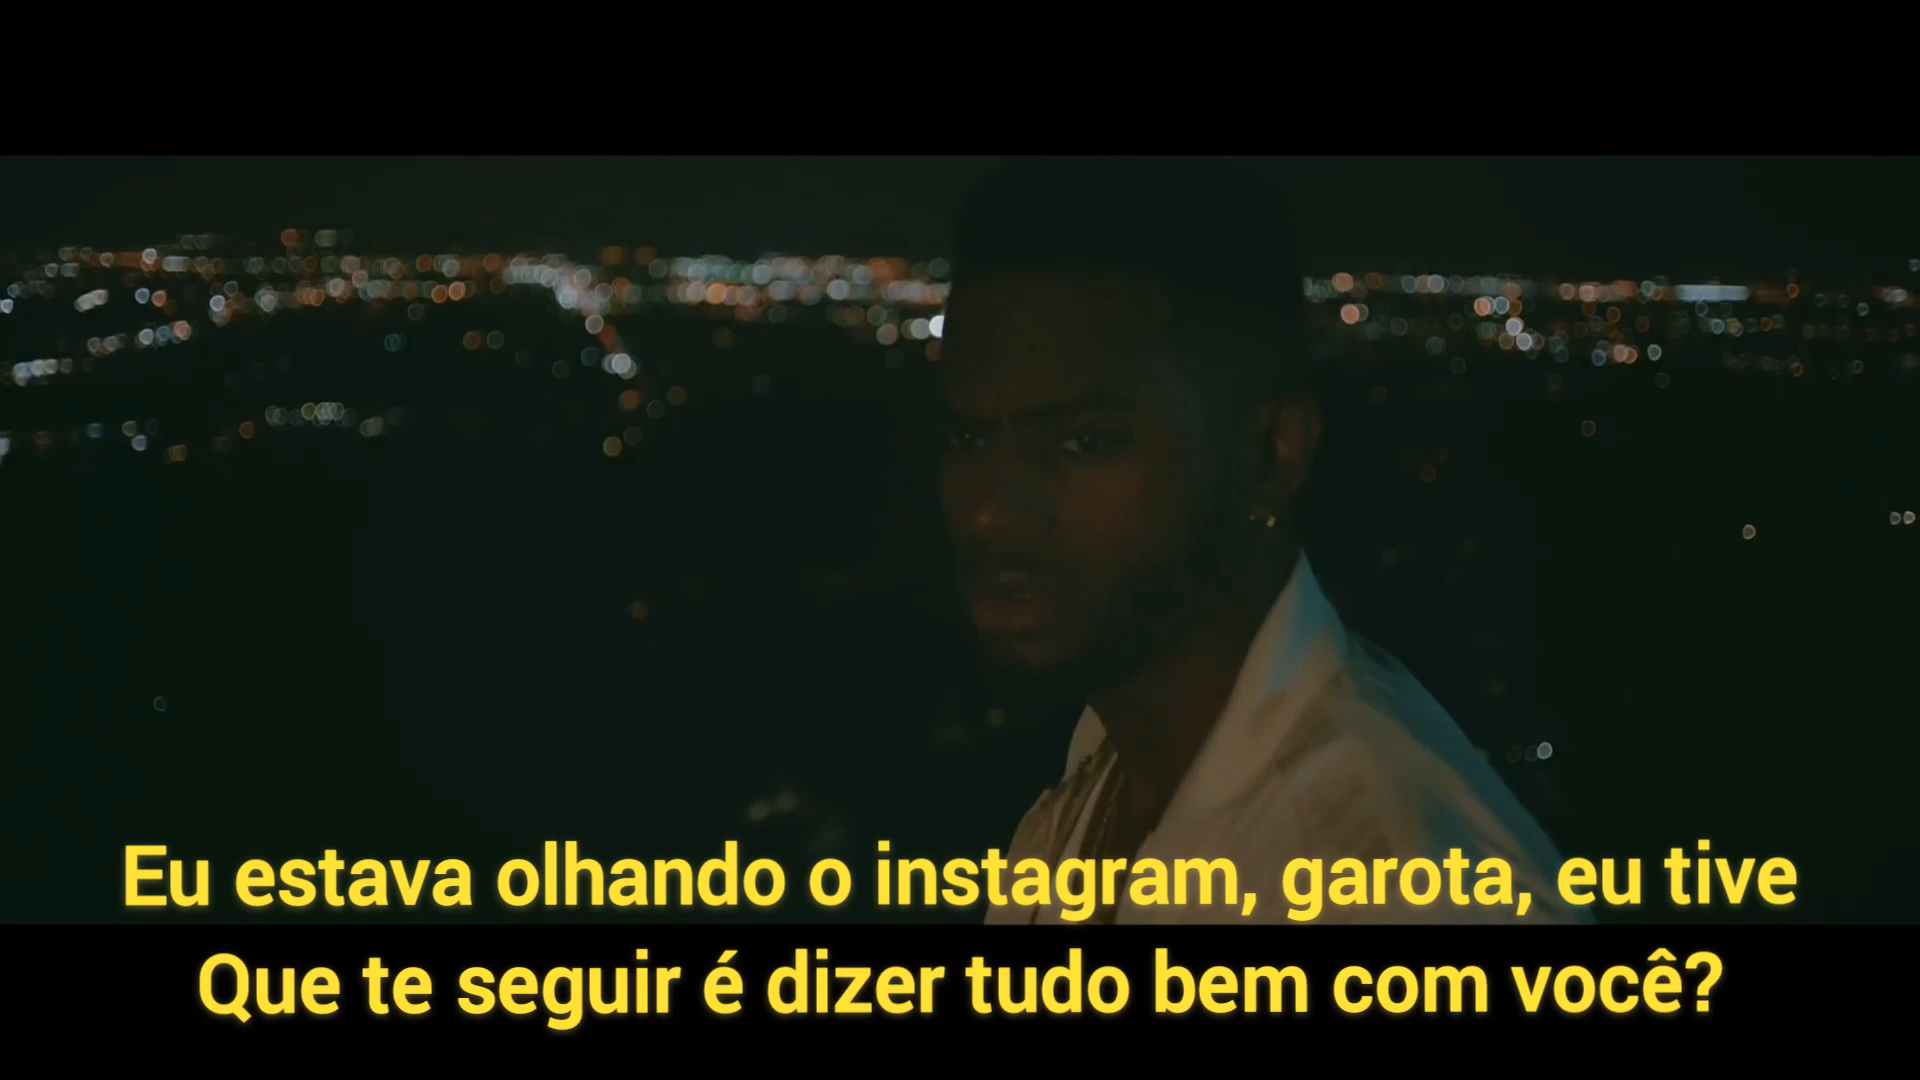 Eu estava olhando o instagram, garota, eu tive
Que te seguir é dizer tudo bem com você?